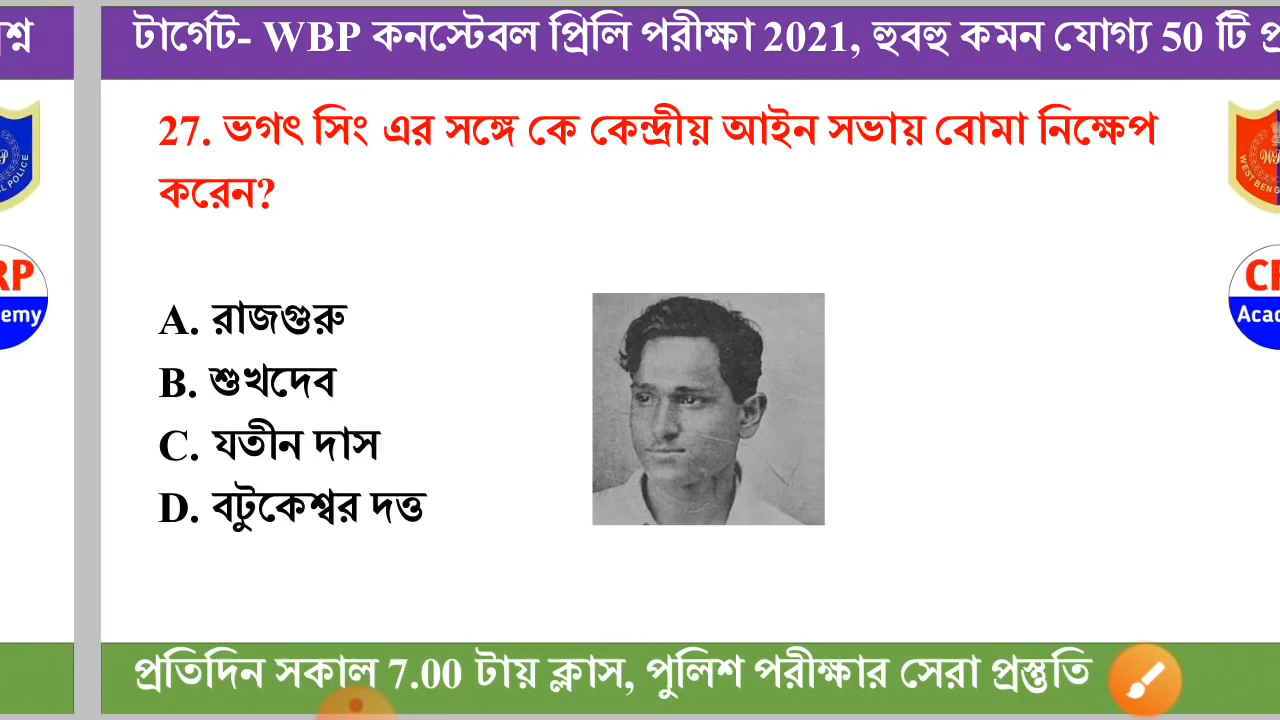 টার্গেট- WBP কনস্টেবল প্রিলি পরীক্ষা 2021, হুবহু কমন যোগ্য 50 টি
27. ভগৎ সিং এর সঙ্গে কে কেন্দ্রীয় আইন সভায় বোমা নিক্ষেপ
করেন?
A. রাজগুরু
B. শুখদেব
C. যতীন দাস
D. বটুকেশ্বর দত্ত
প্রতিদিন সকাল 7.00 টায় ক্লাস, পুলিশ পরীক্ষার সেরা প্রস্তুতি